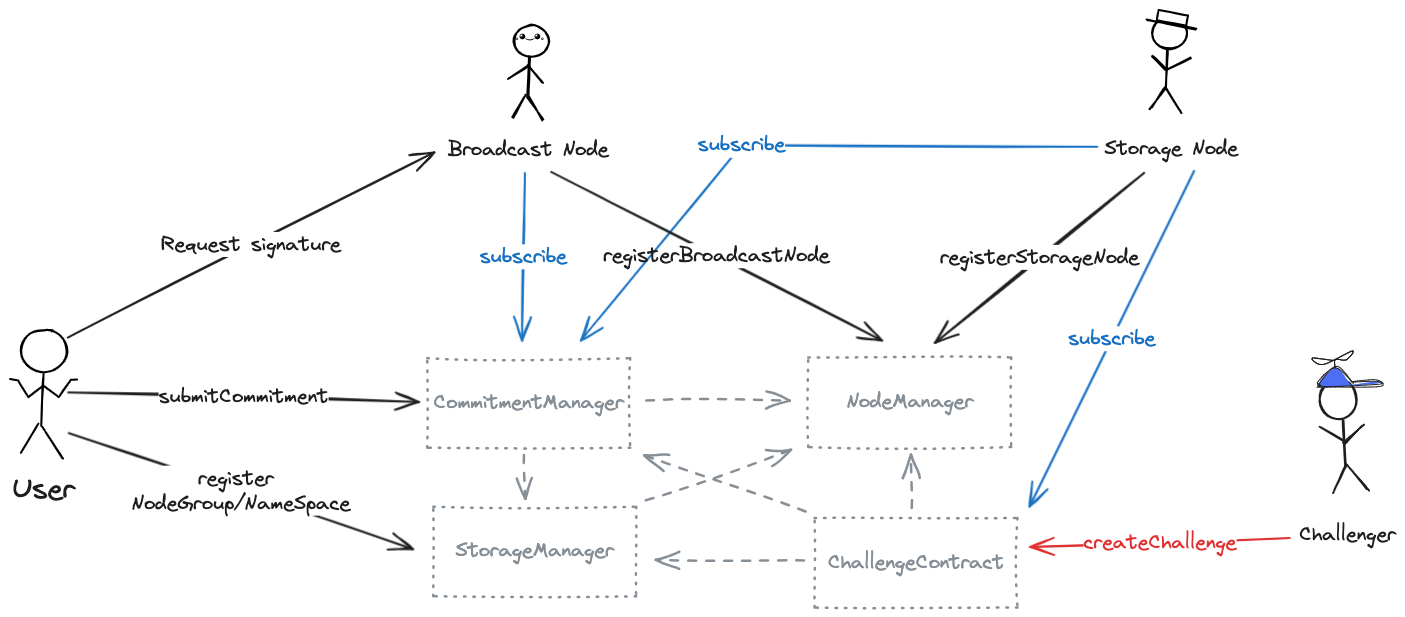 Broadcast Node
subscribe
Storage Node
Request signature
subscribe
registerBroadcastNode
registerStorageNode
subscribe
submitCommitment
CommitmentManager
NodeManager
User
register
NodeGroup/NameSpace
StorageManager
ChallengeContract
createChallenge
Challenger